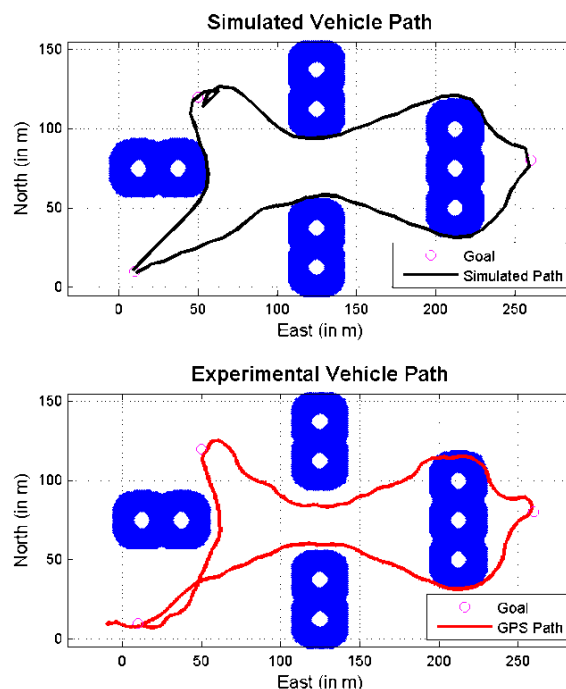 Simulated Vehicle Path
150
100
50
0
North (in m)
0 50 100 150 200 250
East (in m)
Goal
Simulated Path
Experimental Vehicle Path
150
100
50
0
North (in m)
0 50 100 150 200 250
East (in m)
Goal
GPS Path